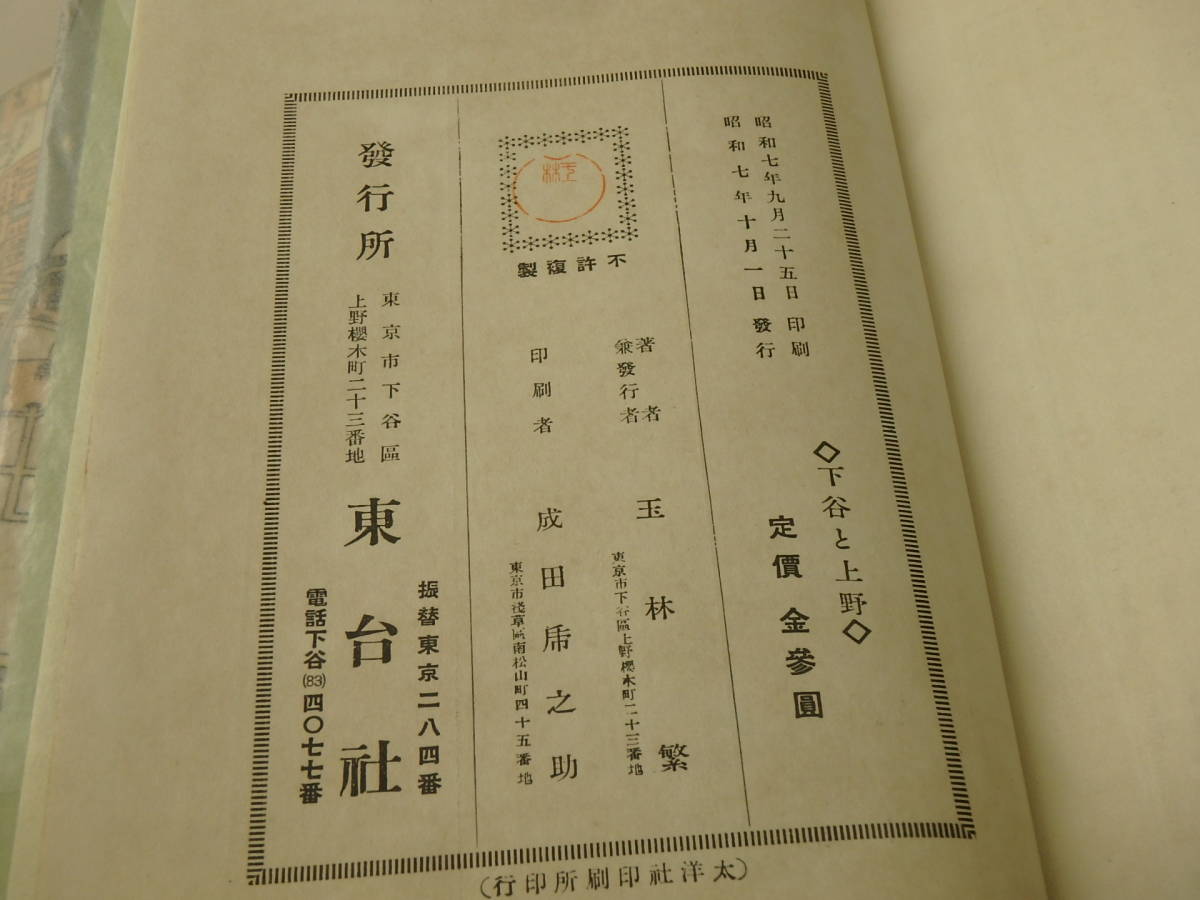 昭和七年九月二十五日印刷
昭和七年十月一日發行
◇下谷と上野◇
定價金參圓
玉林
不許復製
著者
兼發行者
玉林繁
東京市下谷區上野櫻木町二十三番地
印刷者
成田乕之助
東京市淺草區南松山町四十五番地
發行所
東京市下谷區
上野櫻木町二十三番地
東台社
振替東京二八四番
電話下谷(83)四〇七七番
(太洋社印刷所印行)